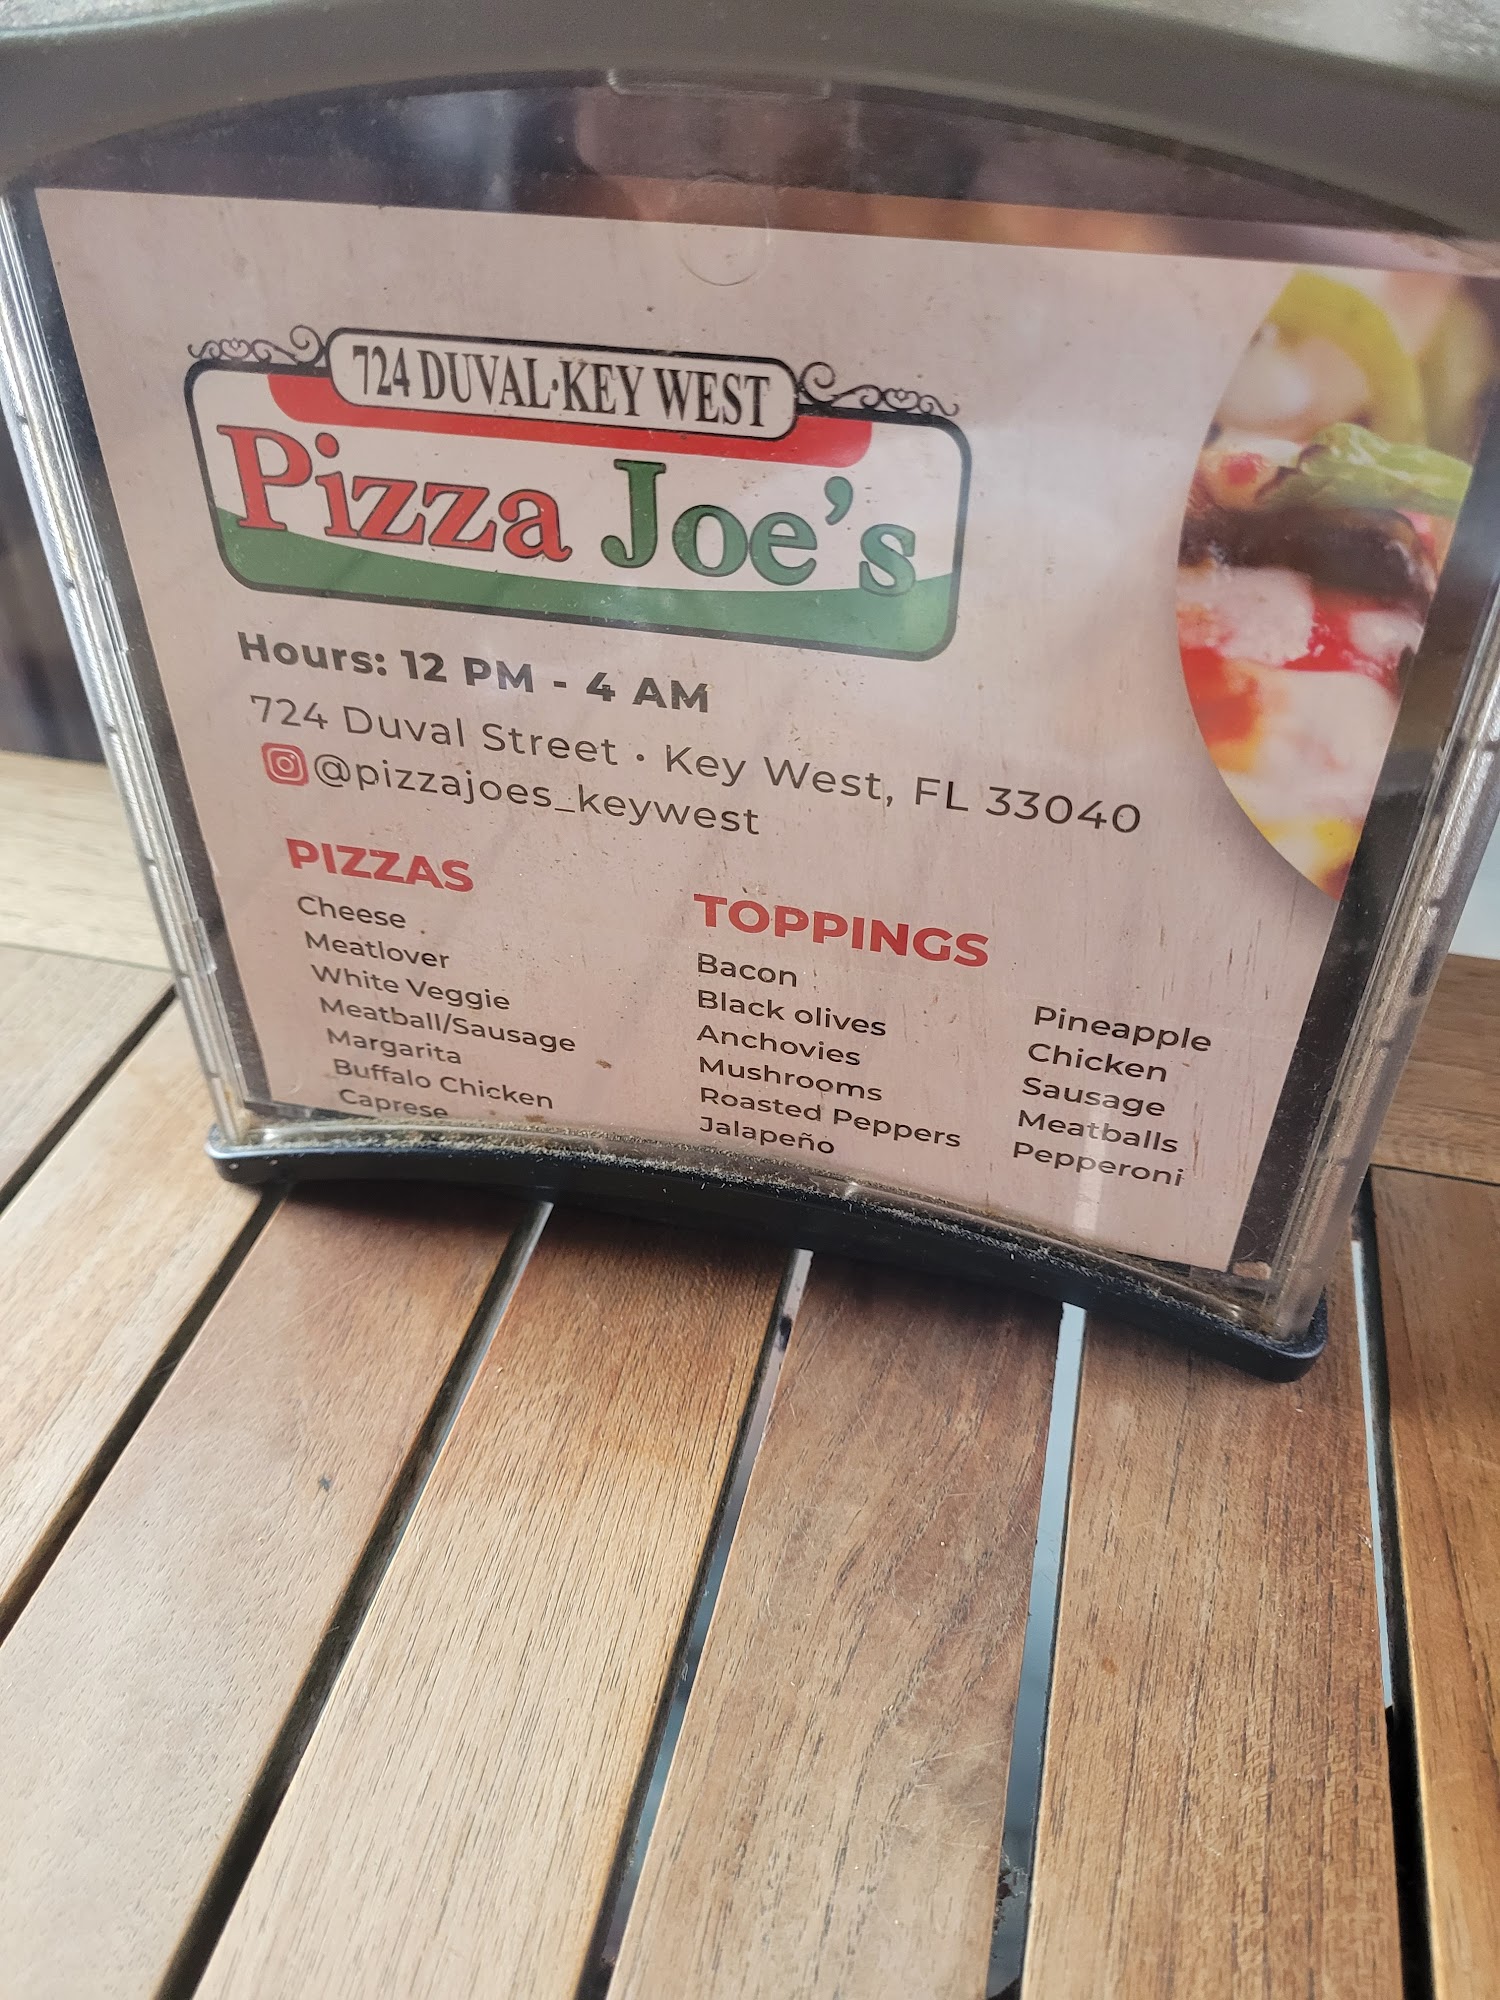 724 DUVAL·KEY WEST
Pizza Joe's
Hours: 12 PM - 4 AM
724 Duval Street · Key West, FL 33040
@pizzajoes_keywest
PIZZAS
Cheese
Meatlover
White Veggie
Meatball/Sausage
Margarita
Buffalo Chicken
Caprese
TOPPINGS
Bacon
Black olives
Anchovies
Mushrooms
Roasted Peppers
Jalapeño
Pineapple
Chicken
Sausage
Meatballs
Pepperoni